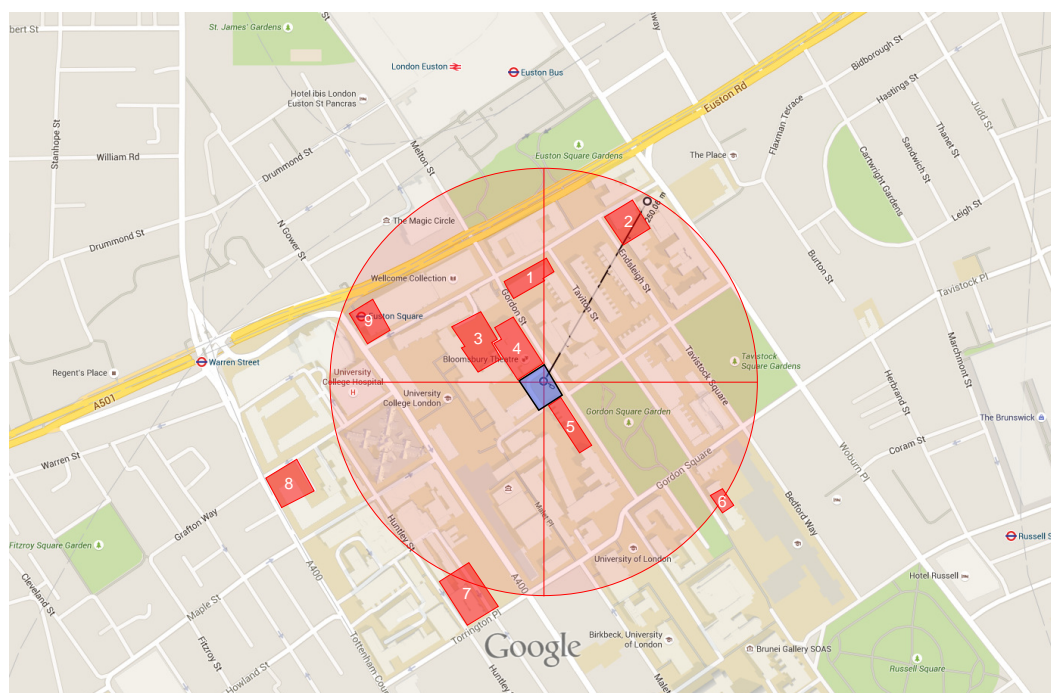 bert St
St. James' Gardens
London Euston
Euston Bus
way
Bidborough St
Hotel ibis London
Euston St Pancras
Euston Rd
Hastings St
Judd St
Stanhope St
Flaxman Terrace
Thanet St
William Rd
Drummond St
Melton St
Euston Square Gardens
The Place
Cartwright Gardens
Sandwich St
250.06 m
Leigh St
N Gower St
The Magic Circle
2
Drummond St
Endsleigh St
Burton St
Wellcome Collection
1
Gordon St
Taviton St
Tavistock Pl
9
Euston Square
3
4
Marchmont St
Warren Street
Bloomsbury Theatre
Tavistock Square
Tavistock
Square Gardens
Regent's Park
University
College Hospital
H
University
College London
Herbrand St
A501
Gordon Square Garden
The Brunswick
5
Warren St
Coram St
Gordon Square
Woburn Pl
8
6
Grafton Way
Malet Pl
Bedford Way
Huntley St
Fitzroy Square Garden
Russell S
University of London
A400
A400
Hotel Russell
Cleveland St
7
Maple St
Torrington Pl
Fitzroy St
Google
Birkbeck, University
of London
Brunei Gallery SOAS
Tottenham Cou
Howland St
Russell Square
Malet